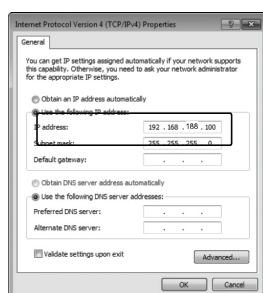 Internet Protocol Version 4 (TCP/IPv4) Properties
General
You can get IP settings assigned automatically if your network supports
this capability. Otherwise, you need to ask your network administrator
for the appropriate IP settings.
Obtain an IP address automatically
Use the following IP address:
IP address: 192 . 168 . 188 . 100
Subnet mask: 255 . 255 . 255 . 0
Default gateway: . . .
Obtain DNS server address automatically
Use the following DNS server addresses:
Preferred DNS server: . . .
Alternate DNS server: . . .
Validate settings upon exit
Advanced...
OK Cancel